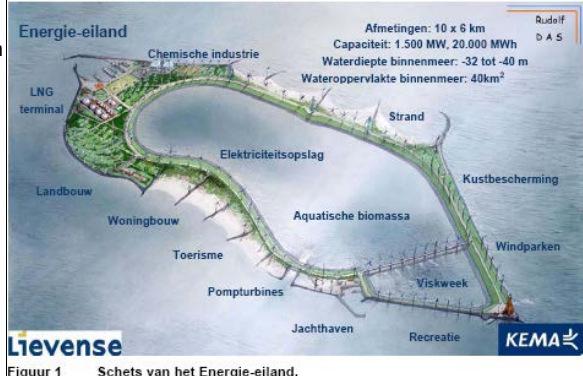 Energie-eiland
Afmetingen: 10 x 6 km
Capaciteit: 1.500 MW, 20.000 MWh
Waterdiepte binnenmeer: -32 tot -40 m
Wateroppervlakte binnenmeer: 40km²
Rudolf
DAS
Chemische industrie
LNG
terminal
Strand
Elektriciteitsopslag
Kustbescherming
Landbouw
Woningbouw
Aquatische biomassa
Windparken
Toerisme
Viskweek
Pompturbines
Jachthaven
Recreatie
Lievense
KEMA
Figuur 1 Schets van het Energie-eiland.